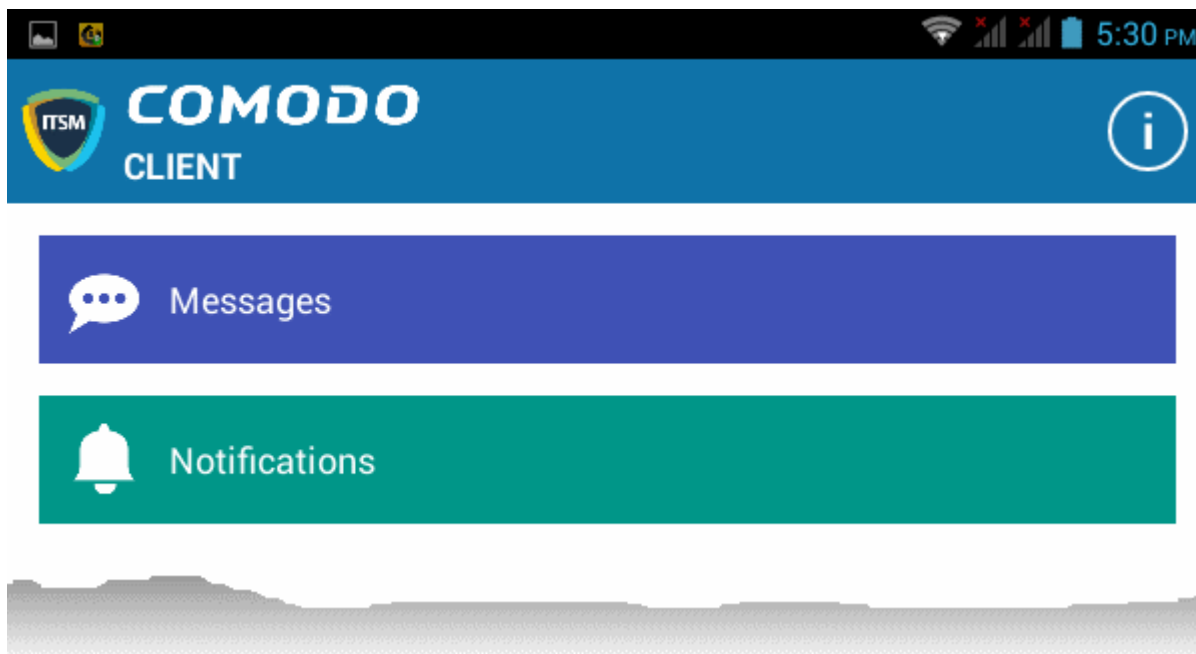 5:30 PM
ITSM
COMODO
CLIENT
i
Messages
Notifications